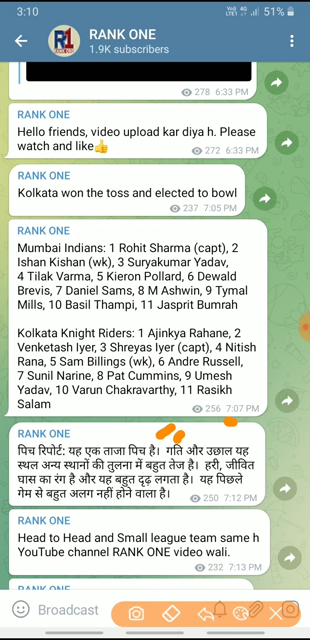 3:10
Vo) 4G LTE1 51%
R1
RANK ONE
RANK ONE
1.9K subscribers
278 6:33 PM
RANK ONE
Hello friends, video upload kar diya h. Please
watch and like👍
272 6:33 PM
RANK ONE
Kolkata won the toss and elected to bowl
237 7:05 PM
RANK ONE
Mumbai Indians: 1 Rohit Sharma (capt), 2
Ishan Kishan (wk), 3 Suryakumar Yadav,
4 Tilak Varma, 5 Kieron Pollard, 6 Dewald
Brevis, 7 Daniel Sams, 8 M Ashwin, 9 Tymal
Mills, 10 Basil Thampi, 11 Jasprit Bumrah
Kolkata Knight Riders: 1 Ajinkya Rahane, 2
Venketash Iyer, 3 Shreyas Iyer (capt), 4 Nitish
Rana, 5 Sam Billings (wk), 6 Andre Russell,
7 Sunil Narine, 8 Pat Cummins, 9 Umesh
Yadav, 10 Varun Chakravarthy, 11 Rasikh
Salam
256 7:07 PM
RANK ONE
पिच रिपोर्ट: यह एक ताजा पिच है। गति और उछाल यह
स्थल अन्य स्थानों की तुलना में बहुत तेज है। हरी, जीवित
घास का रंग है और यह बहुत दृढ़ लगता है। यह पिछले
गेम से बहुत अलग नहीं होने वाला है।
250 7:12 PM
RANK ONE
Head to Head and Small league team same h
YouTube channel RANK ONE video wali.
232 7:13 PM
RANK ONE
Broadcast